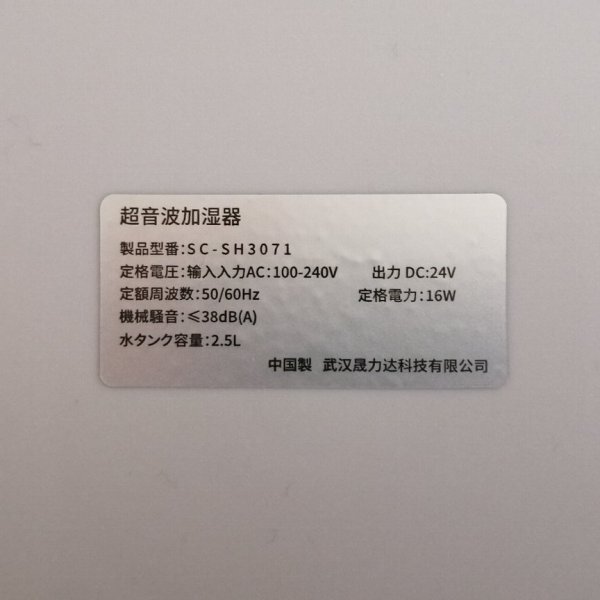 超音波加湿器
製品型番:SC-SH3071
定格電圧:输入入力AC:100-240V 出力 DC:24V
定額周波数:50/60Hz 定格電力:16W
機械騒音:≤38dB(A)
水タンク容量:2.5L
中国製 武汉晟力达科技有限公司